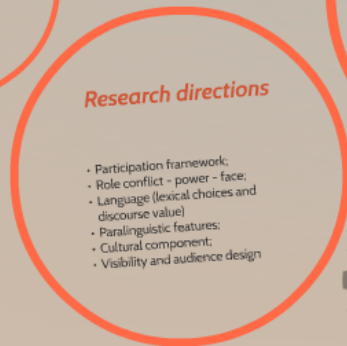 Research directions
• Participation framework;
• Role conflict - power - face;
• Language (lexical choices and
discourse value)
• Paralinguistic features;
• Cultural component;
• Visibility and audience design